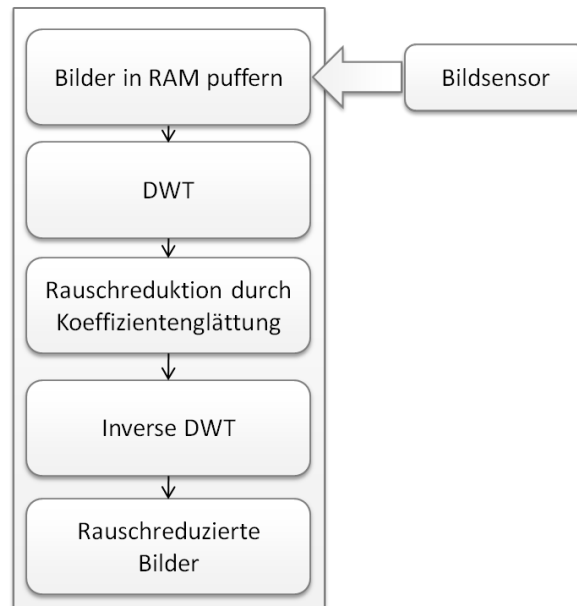 Bilder in RAM puffern
Bildsensor
DWT
Rauschreduktion durch
Koeffizientenglättung
Inverse DWT
Rauschreduzierte
Bilder